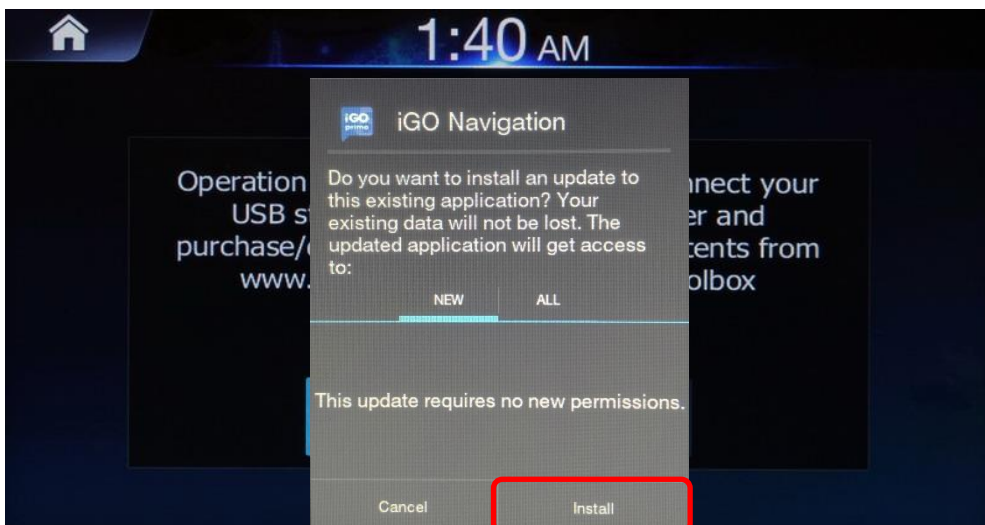 1:40 AM
iGO
primo
iGO Navigation
Do you want to install an update to
this existing application? Your
existing data will not be lost. The
updated application will get access
to:
NEW ALL
This update requires no new permissions.
Cancel Install
Operation
nnect your
USB
er and
purchase/
tents from
www.
olbox